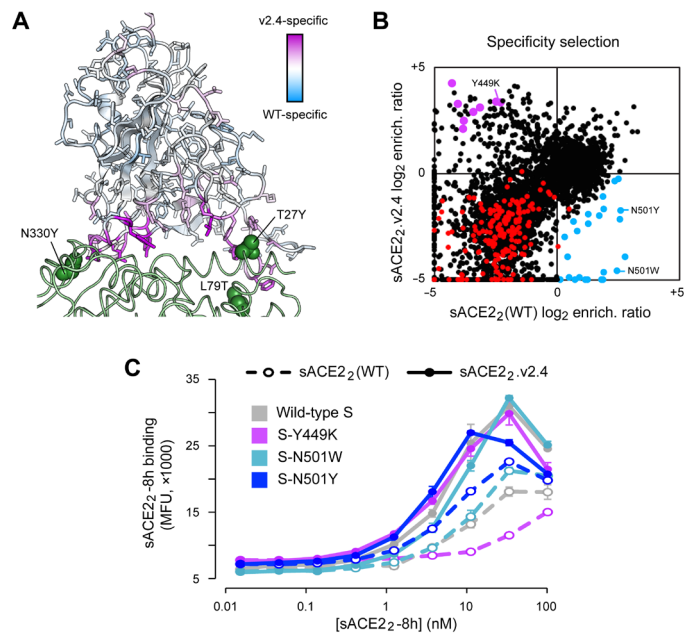 A
v2.4-specific
WT-specific
N330Y
T27Y
L79T
B
Specificity selection
+5
Y449K
0
N501Y
N501W
−5
−5
0
+5
sACE2₂.v2.4 log₂ enrich. ratio
sACE2₂(WT) log₂ enrich. ratio
C
sACE2₂(WT)
sACE2₂.v2.4
35
25
15
5
Wild-type S
S-Y449K
S-N501W
S-N501Y
sACE2₂-8h binding
(MFU, ×1000)
0.01
0.1
1
10
100
[sACE2₂-8h] (nM)